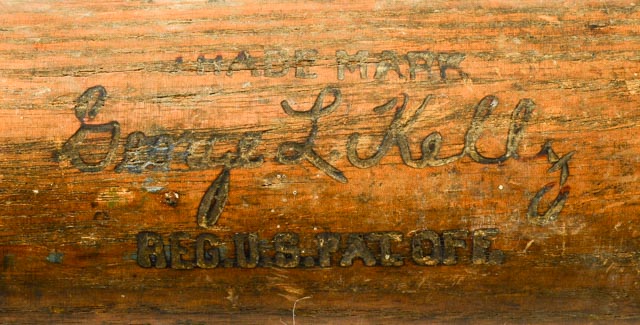 TRADE MARK
George L Kelly
REG. U.S. PAT. OFF.